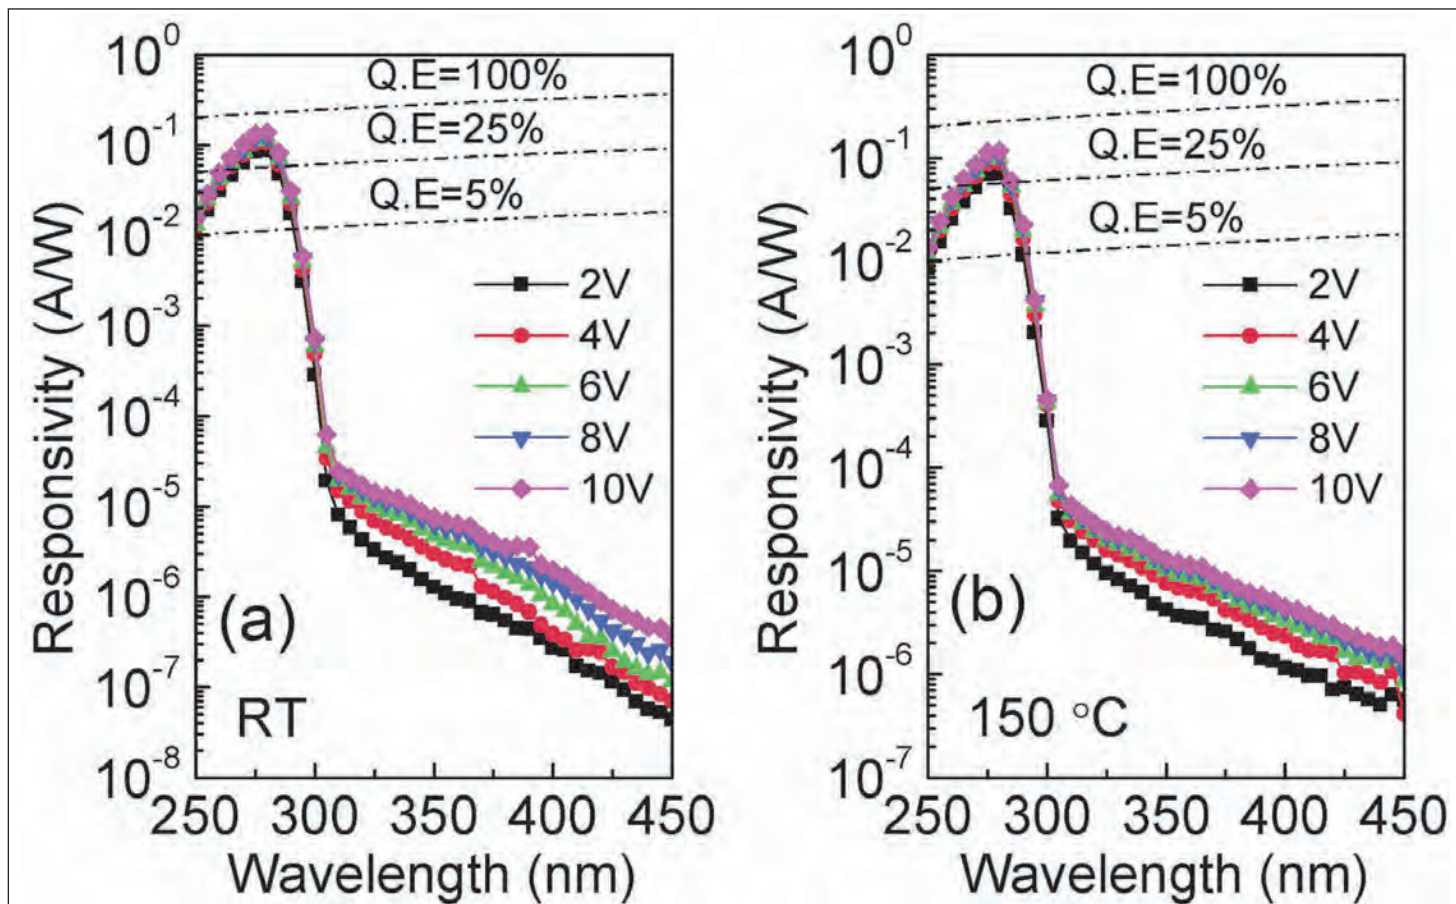 10^0
10^-1
10^-2
10^-3
10^-4
10^-5
10^-6
10^-7
10^-8
Responsivity (A/W)
Q.E=100%
Q.E=25%
Q.E=5%
2V
4V
6V
8V
10V
(a)
RT
250 300 350 400 450
Wavelength (nm)
10^0
10^-1
10^-2
10^-3
10^-4
10^-5
10^-6
10^-7
Responsivity (A/W)
Q.E=100%
Q.E=25%
Q.E=5%
2V
4V
6V
8V
10V
(b)
150 °C
250 300 350 400 450
Wavelength (nm)